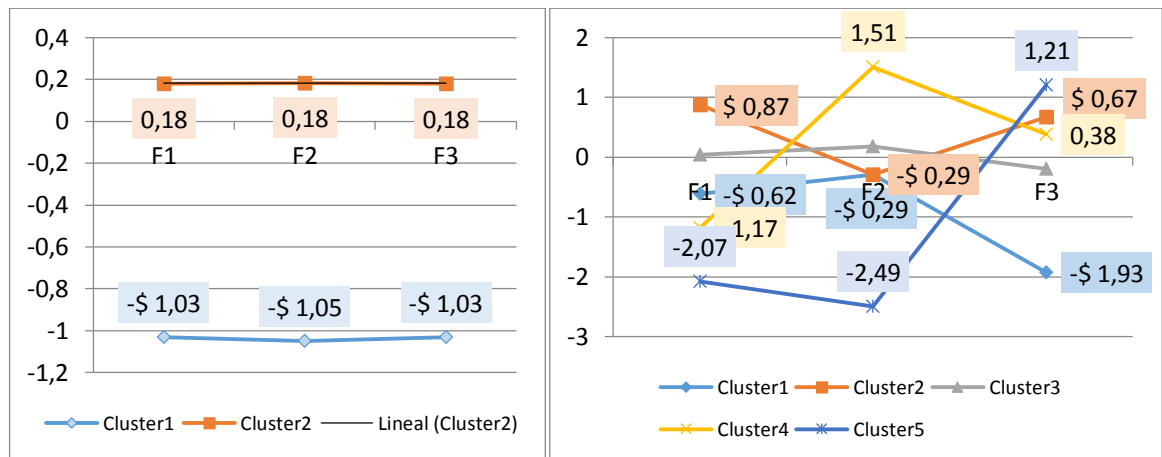 0,4
0,2
0
-0,2
-0,4
-0,6
-0,8
-1
-1,2
0,18 0,18 0,18
F1 F2 F3
-$ 1,03 -$ 1,05 -$ 1,03
Cluster1 Cluster2 Lineal (Cluster2)
2
1
0
-1
-2
-3
1,51 1,21
$ 0,87 $ 0,67
0,38
F1 F2 F3
-$ 0,62 -$ 0,29 -$ 0,29
1,17
-2,07 -2,49 -$ 1,93
Cluster1 Cluster2 Cluster3
Cluster4 Cluster5